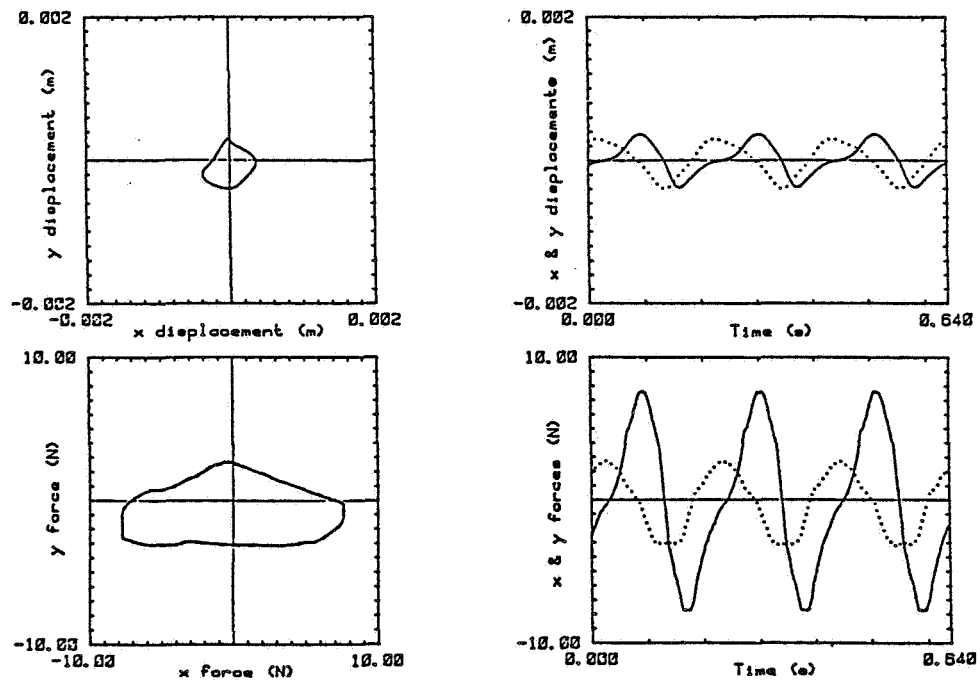 0.002
y displacement (m)
-0.002
-0.002
x displacement (m)
0.002
0.002
x & y displacements (m)
-0.002
0.000
Time (s)
0.640
10.00
y force (N)
-10.00
-10.00
x force (N)
10.00
10.00
x & y forces (N)
-10.00
0.000
Time (s)
0.640